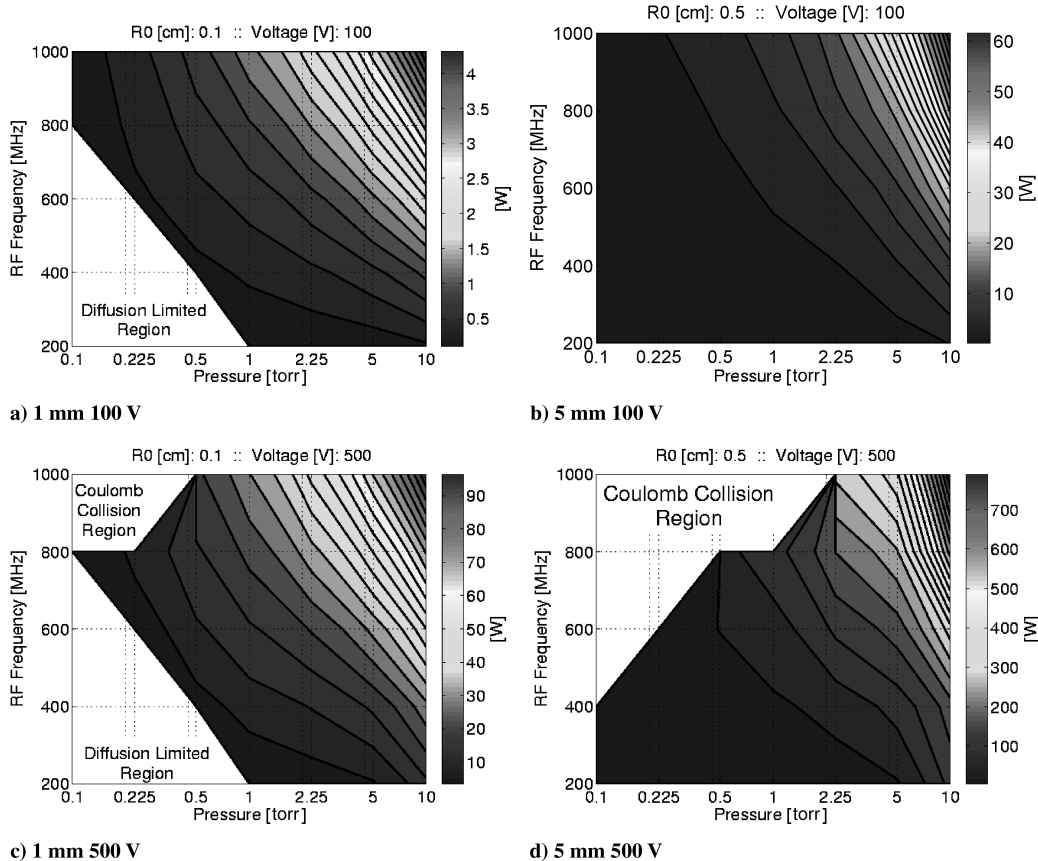 R0 [cm]: 0.1 :: Voltage [V]: 100
1000
800
600
400
200
RF Frequency [MHz]
Diffusion Limited
Region
0.1 0.225 0.5 1 2.25 5 10
Pressure [torr]
4
3.5
3
2.5
2
1.5
1
0.5
[W]
a) 1 mm 100 V
R0 [cm]: 0.5 :: Voltage [V]: 100
1000
800
600
400
200
RF Frequency [MHz]
0.1 0.225 0.5 1 2.25 5 10
Pressure [torr]
60
50
40
30
20
10
0
[W]
b) 5 mm 100 V
R0 [cm]: 0.1 :: Voltage [V]: 500
1000
800
600
400
200
RF Frequency [MHz]
Coulomb
Collision
Region
Diffusion Limited
Region
0.1 0.225 0.5 1 2.25 5 10
Pressure [torr]
90
80
70
60
50
40
30
20
10
[W]
c) 1 mm 500 V
R0 [cm]: 0.5 :: Voltage [V]: 500
1000
800
600
400
200
RF Frequency [MHz]
Coulomb Collision
Region
0.1 0.225 0.5 1 2.25 5 10
Pressure [torr]
700
600
500
400
300
200
100
[W]
d) 5 mm 500 V